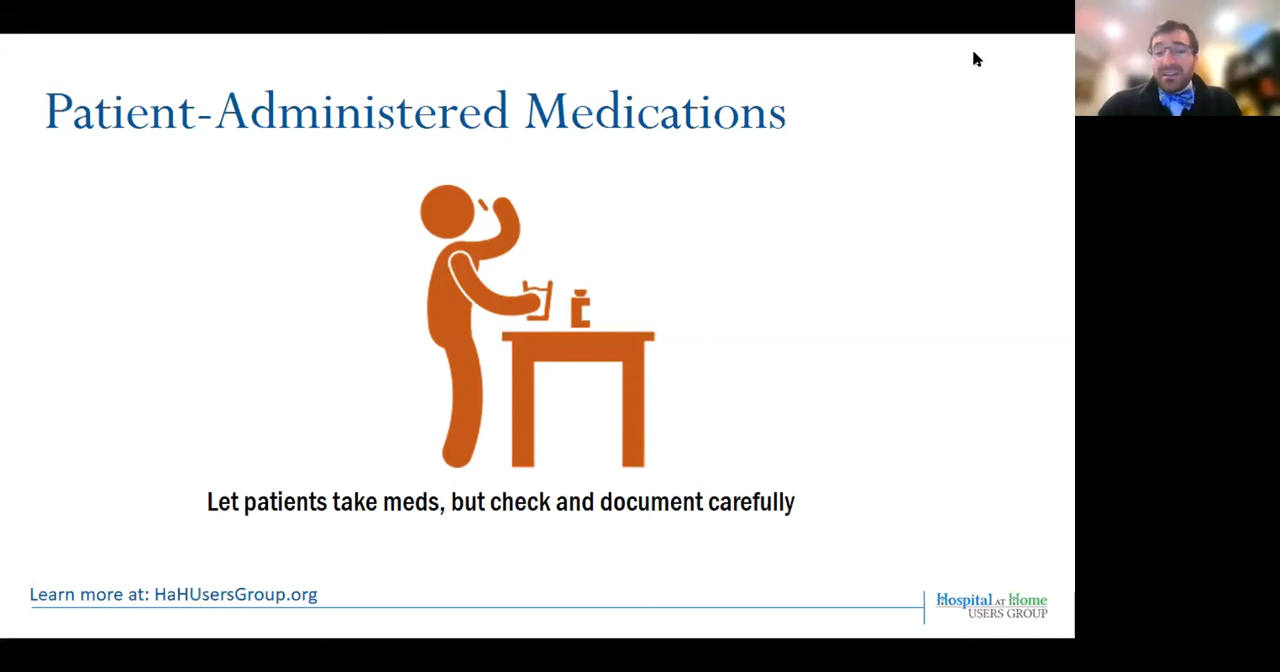 Patient-Administered Medications
Let patients take meds, but check and document carefully
Learn more at: HaHUsersGroup.org
Hospital AT Home
USERS GROUP